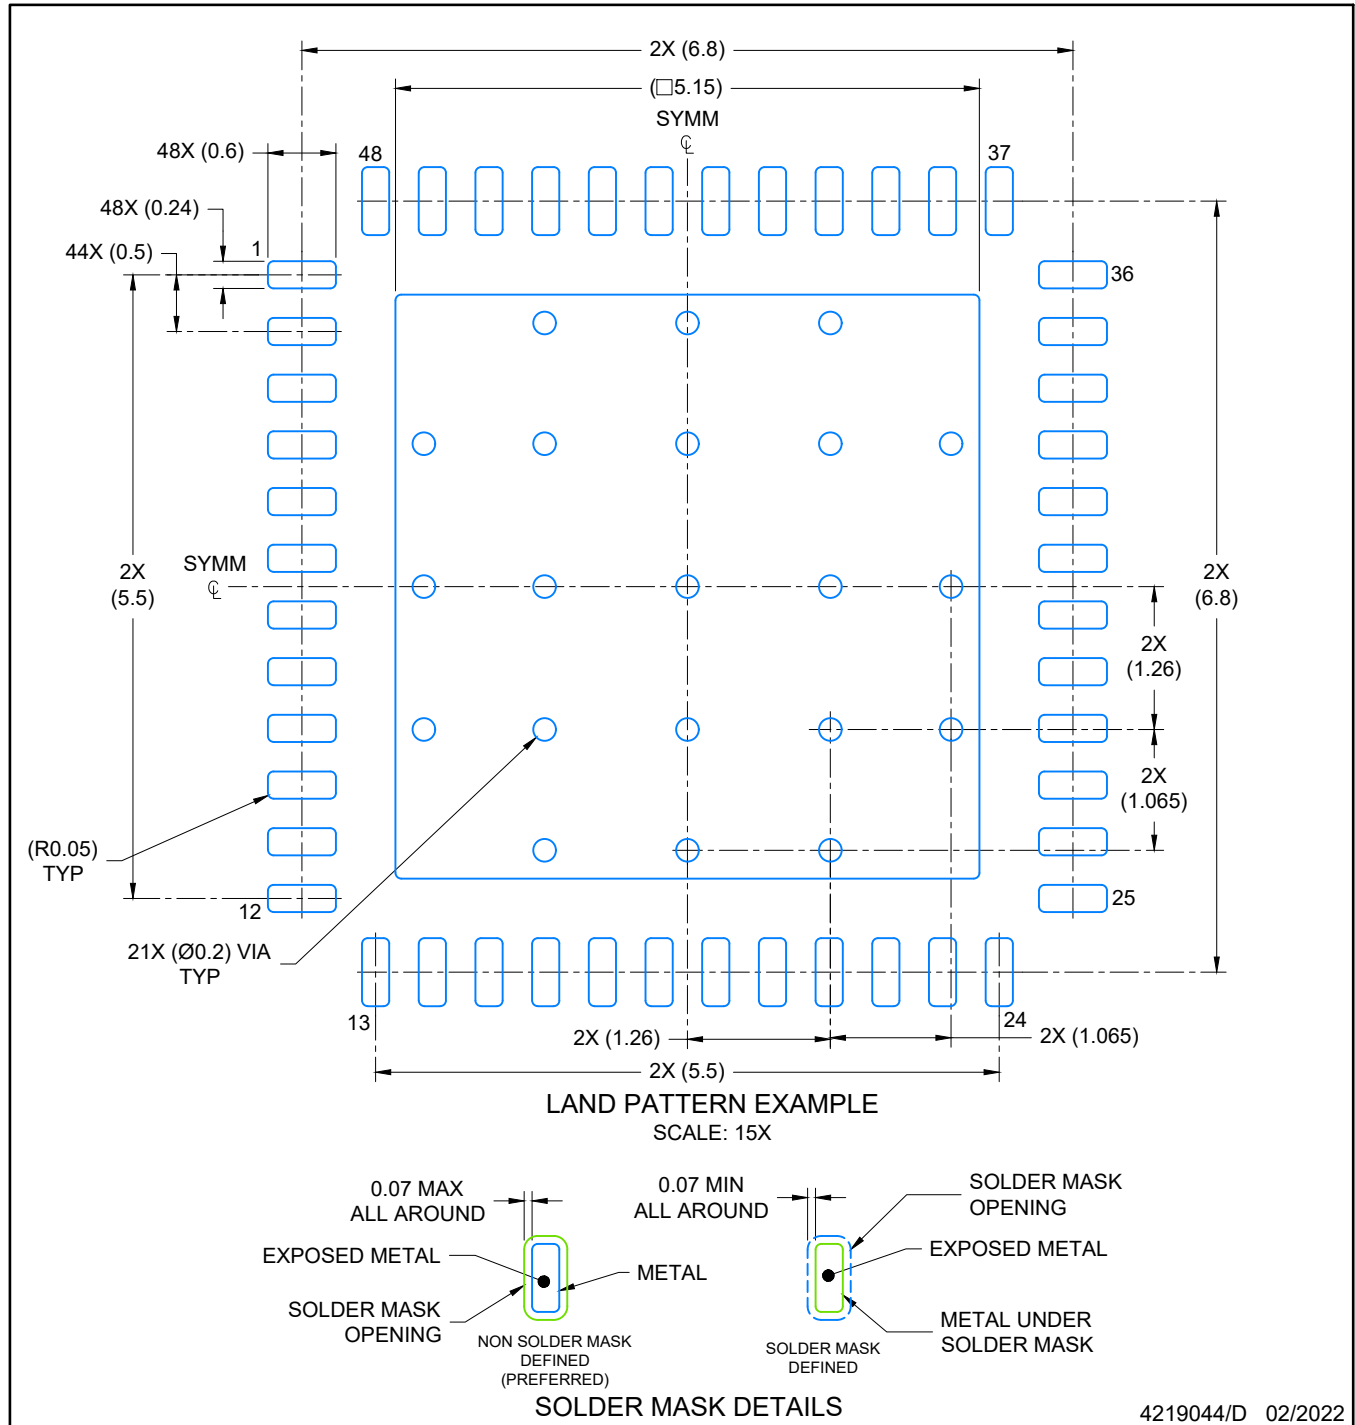 2X (6.8)
(□5.15)
SYMM
℄
48X (0.6)
48
37
48X (0.24)
44X (0.5)
1
36
2X
(5.5)
SYMM
℄
2X
(6.8)
2X
(1.26)
2X
(1.065)
(R0.05)
TYP
12
25
21X (Ø0.2) VIA
TYP
13
24
2X (1.26)
2X (1.065)
2X (5.5)
LAND PATTERN EXAMPLE
SCALE: 15X
0.07 MAX
ALL AROUND
0.07 MIN
ALL AROUND
SOLDER MASK
OPENING
EXPOSED METAL
METAL
EXPOSED METAL
SOLDER MASK
OPENING
METAL UNDER
SOLDER MASK
NON SOLDER MASK
DEFINED
(PREFERRED)
SOLDER MASK
DEFINED
SOLDER MASK DETAILS
4219044/D 02/2022